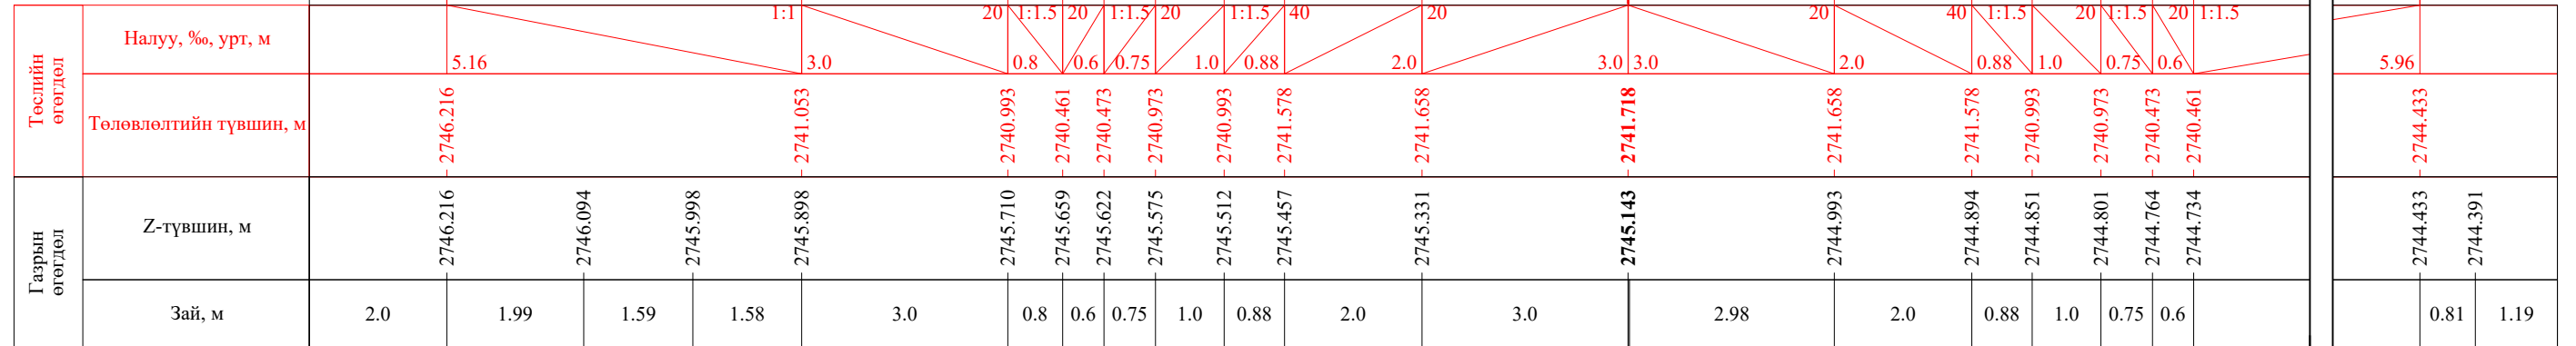 Төслийн өгөгдөл
Налуу, ‰, урт, м
1:1 20 1:1.5 20 1:1.5 20 1:1.5 40 20 20 40 1:1.5 20 1:1.5 20 1:1.5
5.16 3.0 0.8 0.6 0.75 1.0 0.88 2.0 3.0 3.0 2.0 0.88 1.0 0.75 0.6 5.96
Төлөвлөлтийн түвшин, м
2746.216 2741.053 2740.993 2740.461 2740.473 2740.973 2740.993 2741.578 2741.658 2741.718 2741.658 2741.578 2740.993 2740.973 2740.473 2740.461 2744.433
Газрын өгөгдөл
Z-түвшин, м
2746.216 2746.094 2745.998 2745.898 2745.710 2745.659 2745.622 2745.575 2745.512 2745.457 2745.331 2745.143 2744.993 2744.894 2744.851 2744.801 2744.764 2744.734 2744.433 2744.391
Зай, м
2.0 1.99 1.59 1.58 3.0 0.8 0.6 0.75 1.0 0.88 2.0 3.0 2.98 2.0 0.88 1.0 0.75 0.6 0.81 1.19